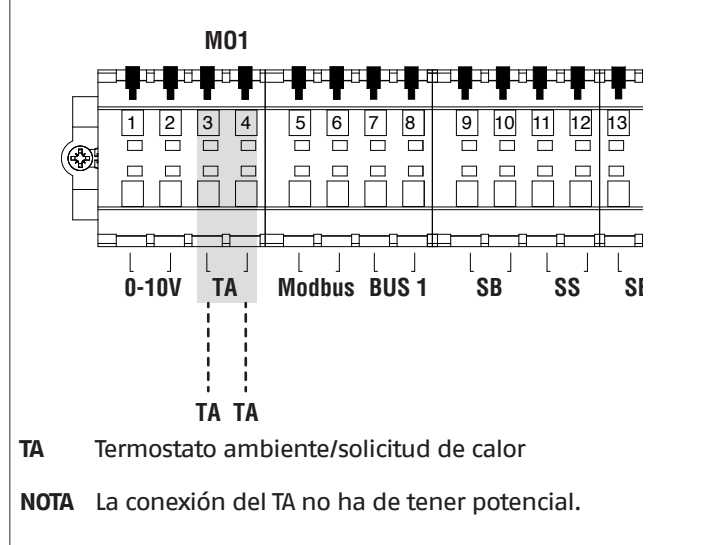 M01
1 2 3 4 5 6 7 8 9 10 11 12 13
0-10V TA Modbus BUS 1 SB SS
TA TA
TA Termostato ambiente/solicitud de calor
NOTA La conexión del TA no ha de tener potencial.